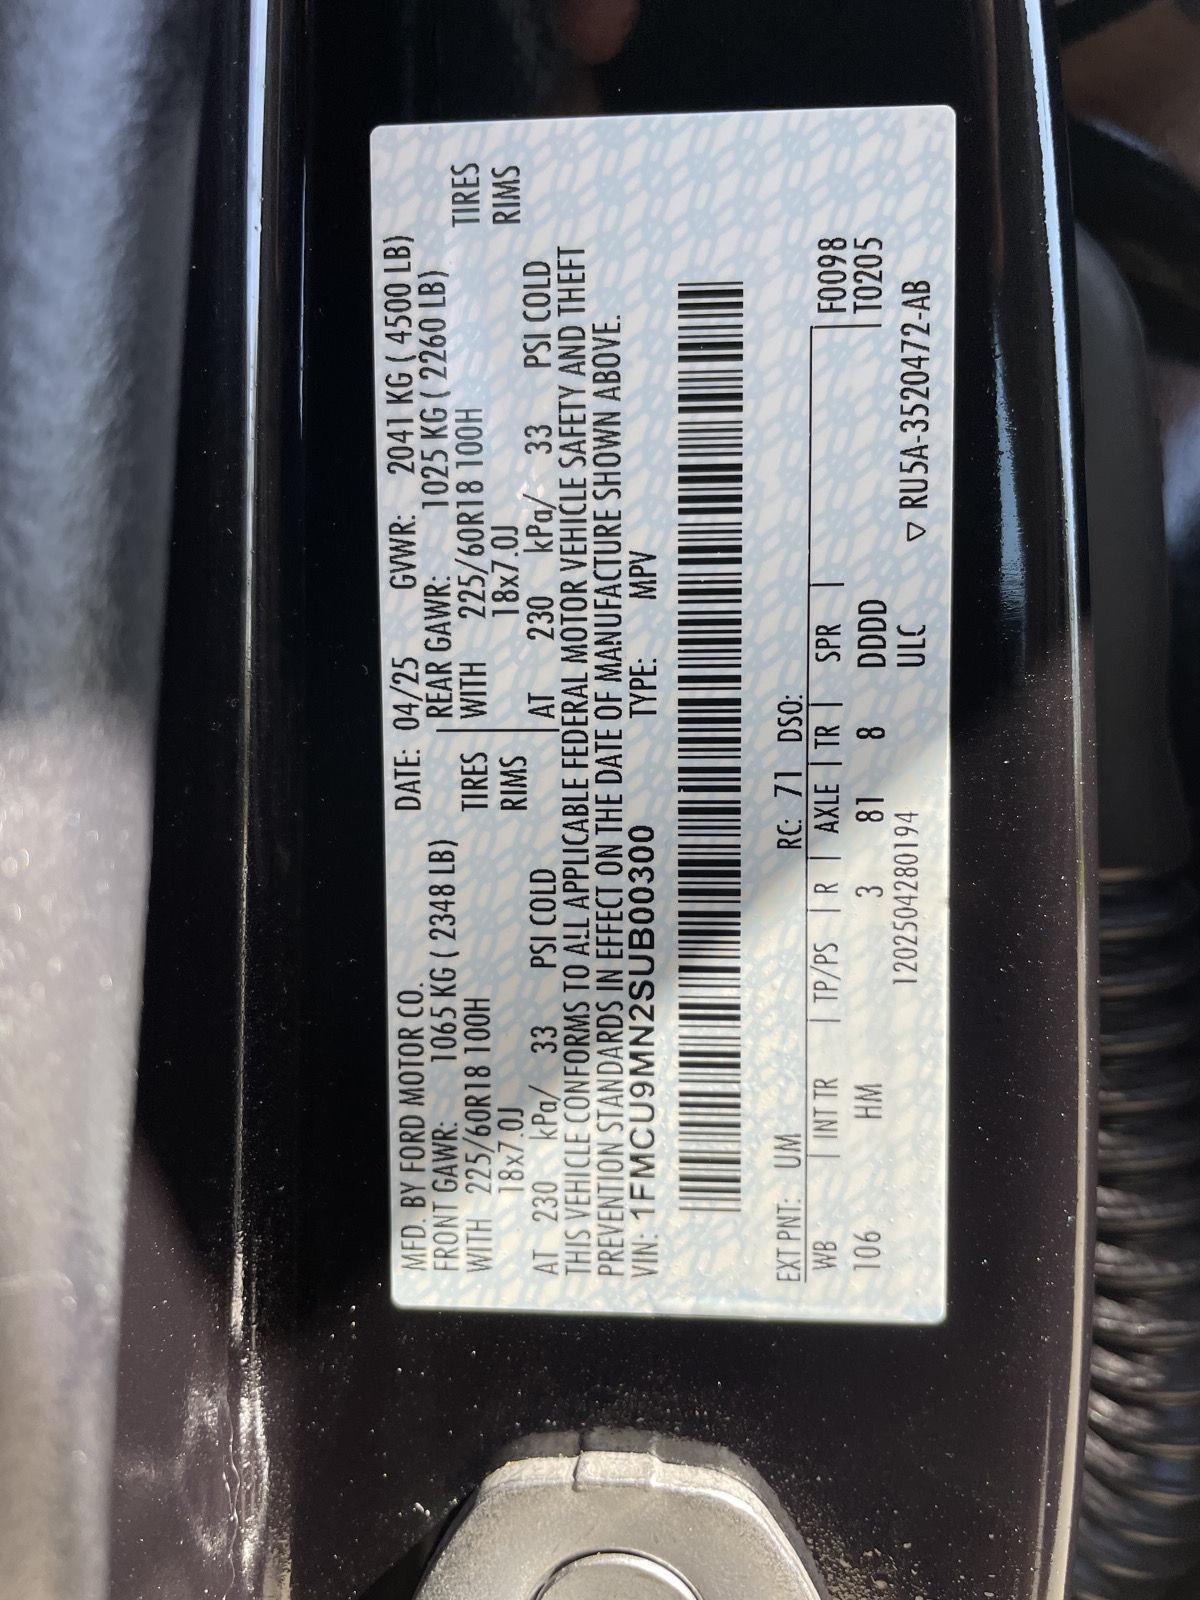 MFD. BY FORD MOTOR CO. DATE: 04/25 GVWR: 2041 KG ( 4500 LB)
FRONT GAWR: 1065 KG ( 2348 LB) REAR GAWR: 1025 KG ( 2260 LB)
WITH 225/60R18 100H TIRES WITH 225/60R18 100H TIRES
18x7.0J RIMS 18x7.0J RIMS
AT 230 kPa/ 33 PSI COLD AT 230 kPa/ 33 PSI COLD
THIS VEHICLE CONFORMS TO ALL APPLICABLE FEDERAL MOTOR VEHICLE SAFETY AND THEFT
PREVENTION STANDARDS IN EFFECT ON THE DATE OF MANUFACTURE SHOWN ABOVE.
VIN: 1FMCU9MN2SUB00300 TYPE: MPV
EXT PNT: UM RC: 71 DSO:
WB | INT TR | TP/PS | R | AXLE | TR | SPR | F0098
106 HM 3 81 8 DDDD T0205
120250428019​4 ULC ▽ RU5A-3520472-AB